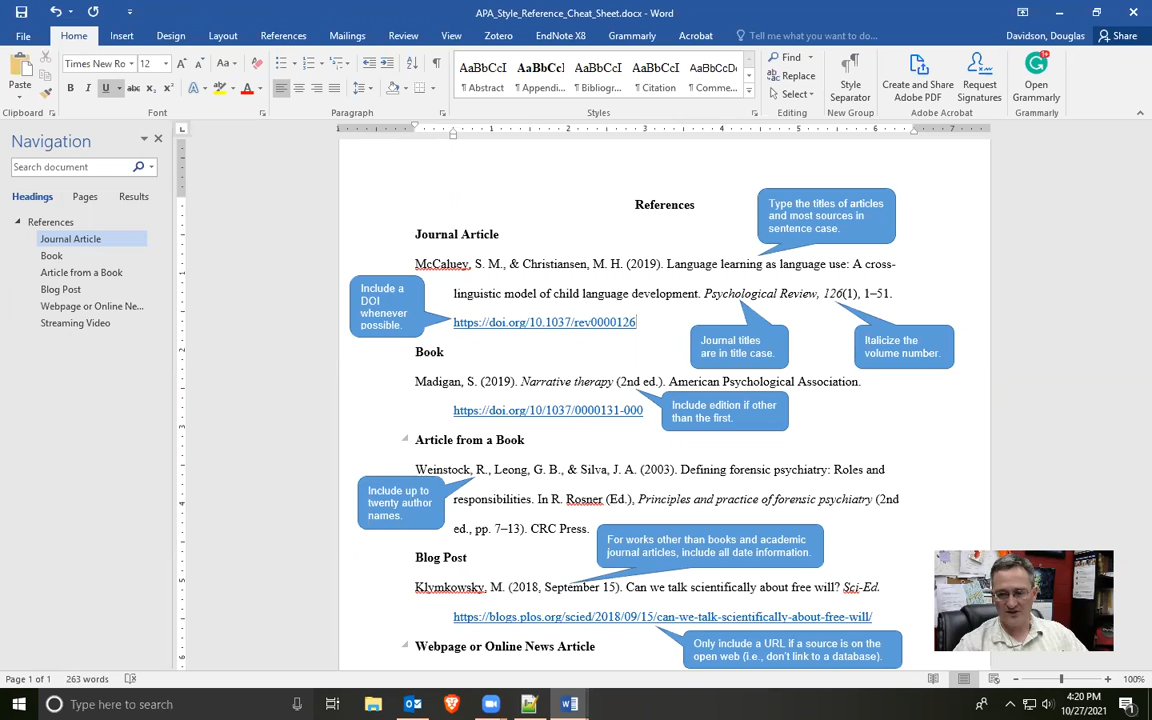 APA_Style_Reference_Cheat_Sheet.docx - Word
File Home Insert Design Layout References Mailings Review View Zotero EndNote X8 Grammarly Acrobat Tell me what you want to do... Davidson, Douglas Share
Paste
Times New Ro 12 Aa
B I U abc X2 X2 A A
AaBbCcI AaBbCcI AaBbCcI AaBbCcI AaBbCcD
¶ Abstract ¶ Appendi... ¶ Bibliogr... ¶ Citation ¶ Comme...
Find
Replace
Select
Style Separator
Create and Share Adobe PDF
Request Signatures
Open Grammarly
Clipboard Font Paragraph Styles Editing New Group Adobe Acrobat Grammarly
Navigation
Search document
Headings Pages Results
References
Journal Article
Book
Article from a Book
Blog Post
Webpage or Online Ne...
Streaming Video
References
Type the titles of articles
and most sources in
sentence case.
Journal Article
McCaluey, S. M., & Christiansen, M. H. (2019). Language learning as language use: A cross-
linguistic model of child language development. Psychological Review, 126(1), 1–51.
https://doi.org/10.1037/rev0000126
Include a
DOI
whenever
possible.
Journal titles
are in title case.
Italicize the
volume number.
Book
Madigan, S. (2019). Narrative therapy (2nd ed.). American Psychological Association.
https://doi.org/10/1037/0000131-000
Include edition if other
than the first.
Article from a Book
Weinstock, R., Leong, G. B., & Silva, J. A. (2003). Defining forensic psychiatry: Roles and
responsibilities. In R. Rosner (Ed.), Principles and practice of forensic psychiatry (2nd
ed., pp. 7–13). CRC Press.
Include up to
twenty author
names.
For works other than books and academic
journal articles, include all date information.
Blog Post
Klymkowsky, M. (2018, September 15). Can we talk scientifically about free will? Sci-Ed.
https://blogs.plos.org/scied/2018/09/15/can-we-talk-scientifically-about-free-will/
Only include a URL if a source is on the
open web (i.e., don't link to a database).
Webpage or Online News Article
Page 1 of 1 263 words 100%
Type here to search
4:20 PM
10/27/2021